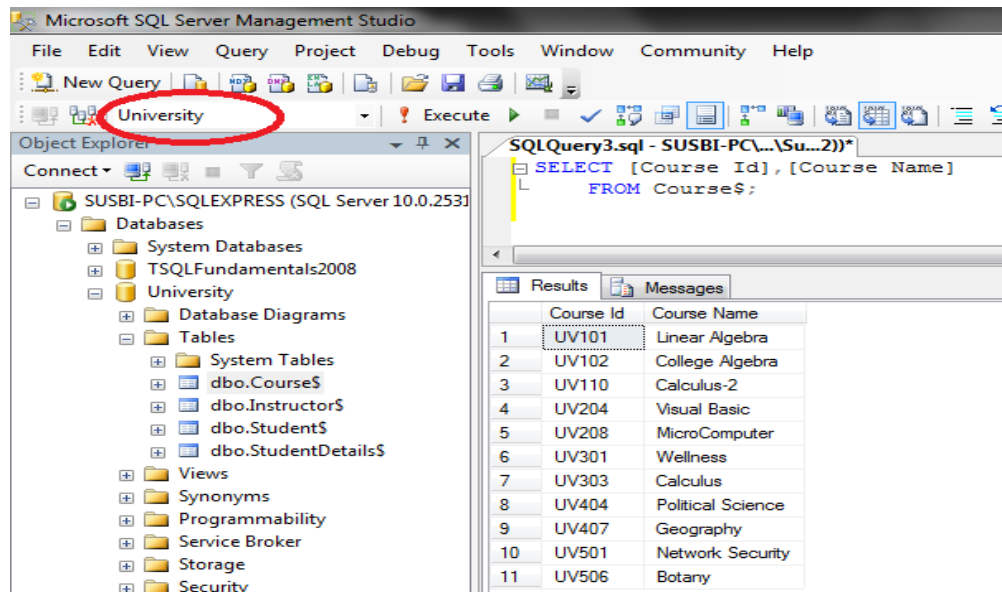 Microsoft SQL Server Management Studio
File Edit View Query Project Debug Tools Window Community Help
New Query
University
Execute
Object Explorer
Connect
SUSBI-PC\SQLEXPRESS (SQL Server 10.0.2531
Databases
System Databases
TSQLFundamentals2008
University
Database Diagrams
Tables
System Tables
dbo.Course$
dbo.Instructor$
dbo.Student$
dbo.StudentDetails$
Views
Synonyms
Programmability
Service Broker
Storage
Security
SQLQuery3.sql - SUSBI-PC\...\Su...2))*
SELECT [Course Id],[Course Name]
FROM Course$;
Results Messages
Course Id Course Name
1 UV101 Linear Algebra
2 UV102 College Algebra
3 UV110 Calculus-2
4 UV204 Visual Basic
5 UV208 MicroComputer
6 UV301 Wellness
7 UV303 Calculus
8 UV404 Political Science
9 UV407 Geography
10 UV501 Network Security
11 UV506 Botany